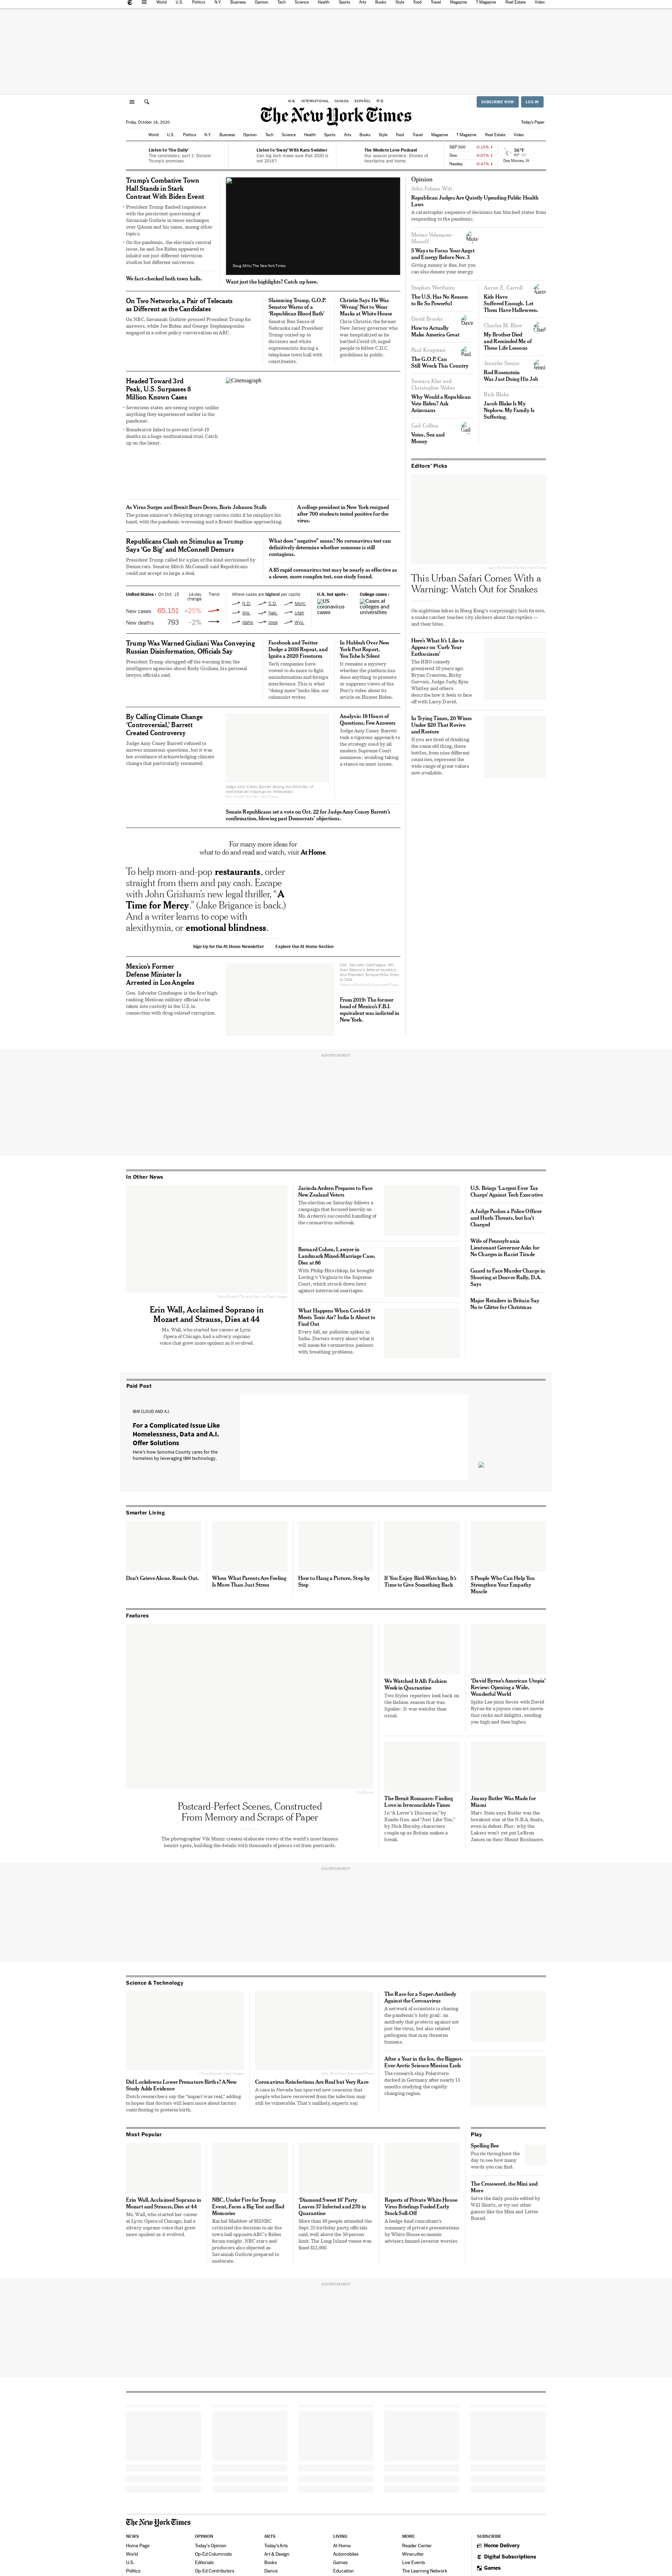 World U.S. Politics N.Y. Business Opinion Tech Science Health Sports Arts Books Style Food Travel Magazine T Magazine Real Estate Video
INTERNATIONAL CANADA ESPAÑOL 中文
SUBSCRIBE NOW LOG IN
The New York Times
Friday, October 16, 2020
Today's Paper
World U.S. Politics N.Y. Business Opinion Tech Science Health Sports Arts Books Style Food Travel Magazine T Magazine Real Estate Video
Listen to 'The Daily'
The candidates, part 1: Donald Trump's promises.
Listen to 'Sway' With Kara Swisher
Can big tech make sure that 2020 is not 2016?
The Modern Love Podcast
Our season premiere: Stories of heartache and home.
S&P 500 -0.15% ↓
Dow -0.07% ↓
Nasdaq -0.47% ↓
Des Moines, IA
Trump's Combative Town Hall Stands in Stark Contrast With Biden Event
President Trump English impatience with the persistent questioning of Savannah Guthrie in tense exchanges over QAnon and his taxes, among other topics.
On the pandemic, the election's central issue, he and Joe Biden appeared to inhabit not just different television sets but different universes.
We fact-checked both town halls.
Doug Mills/The New York Times
Want just the highlights? Catch up here.
On Two Networks, a Pair of Telecasts as Different as the Candidates
On NBC, Savannah Guthrie pressed President Trump for answers, while Joe Biden and George Stephanopoulos engaged in a sober policy conversation on ABC.
Slamming Trump, G.O.P. Senator Warns of a 'Republican Blood Bath'
Senator Ben Sasse of Nebraska said President Trump cozied up to dictators and white supremacists during a telephone town hall with constituents.
Christie Says He Was 'Wrong' Not to Wear Masks at White House
Chris Christie, the former New Jersey governor who was hospitalized as he battled Covid-19, urged people to follow C.D.C. guidelines in public.
Headed Toward 3rd Peak, U.S. Surpasses 8 Million Known Cases
Seventeen states are seeing surges unlike anything they experienced earlier in the pandemic.
Remdesivir failed to prevent Covid-19 deaths in a huge multinational trial. Catch up on the latest.
Cinemagraph
As Virus Surges and Brexit Bears Down, Boris Johnson Stalls
The prime minister's delaying strategy carries risks if he misplays his hand, with the pandemic worsening and a Brexit deadline approaching.
A college president in New York resigned after 700 students tested positive for the virus.
Republicans Clash on Stimulus as Trump Says 'Go Big' and McConnell Demurs
President Trump called for a plan of the kind envisioned by Democrats. Senator Mitch McConnell said Republicans could not accept so large a deal.
What does "negative" mean? No coronavirus test can definitively determine whether someone is still contagious.
A $5 rapid coronavirus test may be nearly as effective as a slower, more complex test, our study found.
United States › On Oct. 15 14-day change Trend
New cases 65,151 +25%
New deaths 793 –2%
Where cases are highest per capita
N.D. S.D. Mont.
Wis. Neb. Utah
Idaho Iowa Wyo.
U.S. hot spots ›
US coronavirus cases
College cases ›
Cases at colleges and universities
Trump Was Warned Giuliani Was Conveying Russian Disinformation, Officials Say
President Trump shrugged off the warning from intelligence agencies about Rudy Giuliani, his personal lawyer, officials said.
Facebook and Twitter Dodge a 2016 Repeat, and Ignite a 2020 Firestorm
Tech companies have vowed to do more to fight misinformation and foreign interference. This is what "doing more" looks like, our columnist writes.
In Hubbub Over New York Post Report, YouTube Is Silent
It remains a mystery whether the platform has done anything to promote or suppress views of the Post's video about its article on Hunter Biden.
By Calling Climate Change 'Controversial,' Barrett Created Controversy
Judge Amy Coney Barrett refused to answer numerous questions, but it was her avoidance of acknowledging climate change that particularly resonated.
Judge Amy Coney Barrett during the third day of confirmation hearings on Wednesday.
Analysis: 18 Hours of Questions, Few Answers
Judge Amy Coney Barrett took a rigorous approach to the strategy used by all modern Supreme Court nominees: avoiding taking a stance on most issues.
Senate Republicans set a vote on Oct. 22 for Judge Amy Coney Barrett's confirmation, blowing past Democrats' objections.
For many more ideas for what to do and read and watch, visit At Home.
To help mom-and-pop restaurants, order straight from them and pay cash. Escape with John Grisham's new legal thriller, "A Time for Mercy." (Jake Brigance is back.) And a writer learns to cope with alexithymia, or emotional blindness.
Sign Up for the At Home Newsletter Explore Our At Home Section
Mexico's Former Defense Minister Is Arrested in Los Angeles
Gen. Salvador Cienfuegos is the first high-ranking Mexican military official to be taken into custody in the U.S. in connection with drug-related corruption.
From 2019: The former head of Mexico's F.B.I. equivalent was indicted in New York.
Opinion
John Fabian Witt
Republican Judges Are Quietly Upending Public Health Laws
A catastrophic sequence of decisions has blocked states from responding to the pandemic.
Moises Velasquez-Manoff
5 Ways to Focus Your Angst and Energy Before Nov. 3
Giving money is fine, but you can also donate your energy.
Stephen Wertheim
The U.S. Has No Reason to Be So Powerful
David Brooks
How to Actually Make America Great
Paul Krugman
The G.O.P. Can Still Wreck This Country
Samara Klar and Christopher Weber
Why Would a Republican Vote Biden? Ask Arizonans
Gail Collins
Votes, Sex and Money
Aaron E. Carroll
Kids Have Suffered Enough. Let Them Have Halloween.
Charles M. Blow
My Brother Died and Reminded Me of These Life Lessons
Jennifer Senior
Rod Rosenstein Was Just Doing His Job
Rick Blake
Jacob Blake Is My Nephew. My Family Is Suffering.
Editors' Picks
This Urban Safari Comes With a Warning: Watch Out for Snakes
On nighttime hikes in Hong Kong's surprisingly lush forests, a snake catcher teaches city slickers about the reptiles — and their bites.
Here's What It's Like to Appear on 'Curb Your Enthusiasm'
The HBO comedy premiered 20 years ago. Bryan Cranston, Ricky Gervais, Judge Judy, Kym Whitley and others describe how it feels to face off with Larry David.
In Trying Times, 20 Wines Under $20 That Revive and Restore
If you are tired of drinking the same old thing, these bottles, from nine different countries, represent the wide range of great values now available.
ADVERTISEMENT
In Other News
Erin Wall, Acclaimed Soprano in Mozart and Strauss, Dies at 44
Ms. Wall, who started her career at Lyric Opera of Chicago, had a silvery soprano voice that grew more opulent as it evolved.
Jacinda Ardern Prepares to Face New Zealand Voters
The election on Saturday follows a campaign that focused heavily on Ms. Ardern's successful handling of the coronavirus outbreak.
Bernard Cohen, Lawyer in Landmark Mixed-Marriage Case, Dies at 86
With Philip Hirschkop, he brought Loving v. Virginia to the Supreme Court, which struck down laws against interracial marriages.
What Happens When Covid-19 Meets Toxic Air? India Is About to Find Out
Every fall, air pollution spikes in India. Doctors worry about what it will mean for coronavirus patients with breathing problems.
U.S. Brings 'Largest Ever Tax Charge' Against Tech Executive
A Judge Pushes a Police Officer and Hurls Threats, but Isn't Charged
Wife of Pennsylvania Lieutenant Governor Asks for No Charges in Racist Tirade
Guard to Face Murder Charge in Shooting at Denver Rally, D.A. Says
Major Retailers in Britain Say No to Glitter for Christmas
Paid Post
IBM CLOUD AND A.I.
For a Complicated Issue Like Homelessness, Data and A.I. Offer Solutions
Here's how Sonoma County cares for the homeless by leveraging IBM technology.
Smarter Living
Don't Grieve Alone. Reach Out.
When What Parents Are Feeling Is More Than Just Stress
How to Hang a Picture, Step by Step
If You Enjoy Bird-Watching, It's Time to Give Something Back
5 People Who Can Help You Strengthen Your Empathy Muscle
Features
Postcard-Perfect Scenes, Constructed From Memory and Scraps of Paper
The photographer Vik Muniz creates elaborate views of the world's most famous tourist spots, building the details with thousands of pieces cut from postcards.
We Watched It All: Fashion Week in Quarantine
Two Styles reporters look back on the fashion season that was. Spoiler: It was weirder than usual.
'David Byrne's American Utopia' Review: Opening a Wide, Wonderful World
Spike Lee joins forces with David Byrne for a joyous concert movie that rocks and delights, sending you high and then higher.
The Brexit Romance: Finding Love in Irreconcilable Times
In "A Lover's Discourse," by Xiaolu Guo, and "Just Like You," by Nick Hornby, characters couple up as Britain makes a break.
Jimmy Butler Was Made for Miami
Marc Stein says Butler was the breakout star of the N.B.A. finals, even in defeat. Plus: why the Lakers won't yet put LeBron James on their Mount Rushmore.
ADVERTISEMENT
Science & Technology
Did Lockdowns Lower Premature Births? A New Study Adds Evidence
Dutch researchers say the "impact was real," adding to hopes that doctors will learn more about factors contributing to preterm birth.
Coronavirus Reinfections Are Real but Very Rare
A case in Nevada has spurred new concerns that people who have recovered from the infection may still be vulnerable. That's unlikely, experts say.
The Race for a Super-Antibody Against the Coronavirus
A network of scientists is chasing the pandemic's holy grail: an antibody that protects against not just the virus, but also related pathogens that may threaten humans.
After a Year in the Ice, the Biggest-Ever Arctic Science Mission Ends
The research ship Polarstern docked in Germany after nearly 13 months studying the rapidly changing region.
Most Popular
Erin Wall, Acclaimed Soprano in Mozart and Strauss, Dies at 44
Ms. Wall, who started her career at Lyric Opera of Chicago, had a silvery soprano voice that grew more opulent as it evolved.
NBC, Under Fire for Trump Event, Faces a Big Test and Bad Memories
Rachel Maddow of MSNBC criticized the decision to air the town hall opposite ABC's Biden forum tonight. NBC stars and producers also objected as Savannah Guthrie prepared to moderate.
'Diamond Sweet 16' Party Leaves 37 Infected and 270 in Quarantine
More than 80 people attended the Sept. 25 birthday party, officials said, well above the 50-person limit. The Long Island venue was fined $12,000.
Reports of Private White House Virus Briefings Fueled Early Stock Sell-Off
A hedge fund consultant's summary of private presentations by White House economic advisers fanned investor worries.
Play
Spelling Bee
Puzzle throughout the day to see how many words you can find.
The Crossword, the Mini and More
Solve the daily puzzle edited by Will Shortz, or try out other games like the Mini and Letter Boxed.
ADVERTISEMENT
The New York Times
NEWS
Home Page
World
U.S.
Politics
OPINION
Today's Opinion
Op-Ed Columnists
Editorials
Op-Ed Contributors
ARTS
Today's Arts
Art & Design
Books
Dance
LIVING
At Home
Automobiles
Games
Education
MORE
Reader Center
Wirecutter
Live Events
The Learning Network
SUBSCRIBE
Home Delivery
Digital Subscriptions
Games